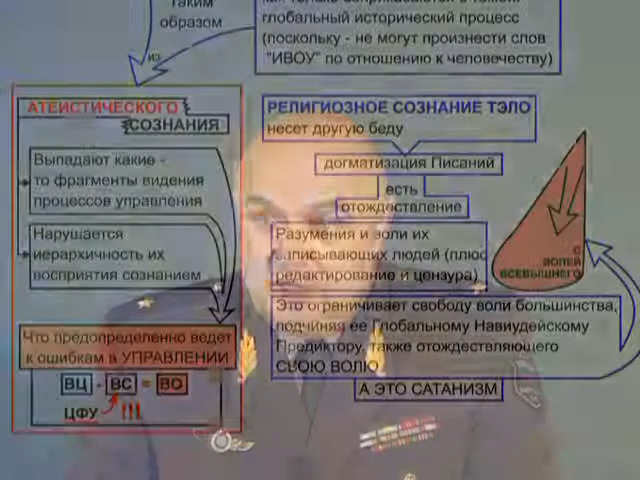 таким
образом
из
глобальный исторический процесс
(поскольку - не могут произнести слов
"ИВОУ" по отношению к человечеству)
АТЕИСТИЧЕСКОГО
СОЗНАНИЯ
Выпадают какие -
то фрагменты видения
процессов управления
Нарушается
иерархичность их
восприятия сознанием
Что предопределенно ведет
к ошибкам в УПРАВЛЕНИИ
ВЦ - ВС = ВО
ЦФУ !!!
РЕЛИГИОЗНОЕ СОЗНАНИЕ ТЭЛО
несет другую беду
догматизация Писаний
есть
отождествление
Разумения и воли их
записывающих людей (плюс
редактирование и цензура)
Это ограничивает свободу воли большинства,
подчиняя ее Глобальному Навиудейскому
Предиктору, также отождествляющего
СВОЮ ВОЛЮ
А ЭТО САТАНИЗМ
С
ВОЛЕЙ
ВСЕВЫШНЕГО